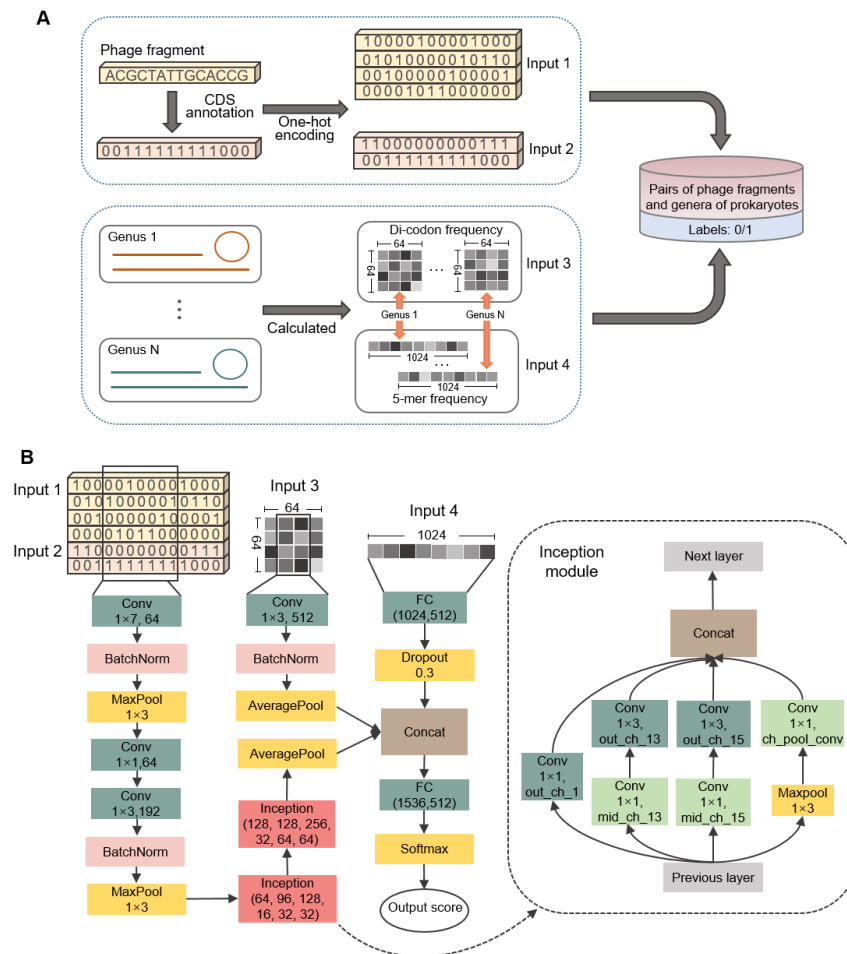 A
Phage fragment
ACGCTATTGCACCG
CDS
annotation
00111111111000
One-hot
encoding
10000100001000
01010000010110
00100000100001
00001011000000
Input 1
11000000000111
00111111111000
Input 2
Pairs of phage fragments
and genera of prokaryotes
Labels: 0/1
Genus 1
Genus N
Calculated
Di-codon frequency
64
64
64
64
...
Input 3
Genus 1
Genus N
1024
...
1024
5-mer frequency
Input 4
B
Input 1
10000100001000
01010000010110
00100000100001
00001011000000
Input 2
11000000000111
00111111111000
Conv
1×7, 64
BatchNorm
MaxPool
1×3
Conv
1×1,64
Conv
1×3,192
BatchNorm
MaxPool
1×3
Input 3
64
64
Conv
1×3, 512
BatchNorm
AveragePool
AveragePool
Inception
(128, 128, 256,
32, 64, 64)
Inception
(64, 96, 128,
16, 32, 32)
Input 4
1024
FC
(1024,512)
Dropout
0.3
Concat
FC
(1536,512)
Softmax
Output score
Inception
module
Next layer
Concat
Conv
1×1,
out_ch_1
Conv
1×3,
out_ch_13
Conv
1×3,
out_ch_15
Conv
1×1,
ch_pool_conv
Conv
1×1,
mid_ch_13
Conv
1×1,
mid_ch_15
Maxpool
1×3
Previous layer